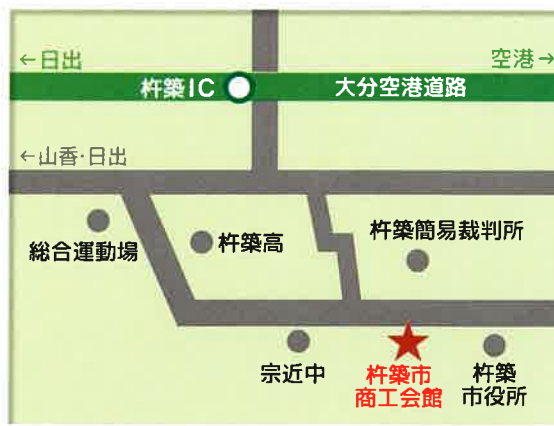 ←日出
空港→
杵築IC
大分空港道路
←山香・日出
総合運動場
杵築高
杵築簡易裁判所
宗近中
杵築市
商工会館
杵築
市役所